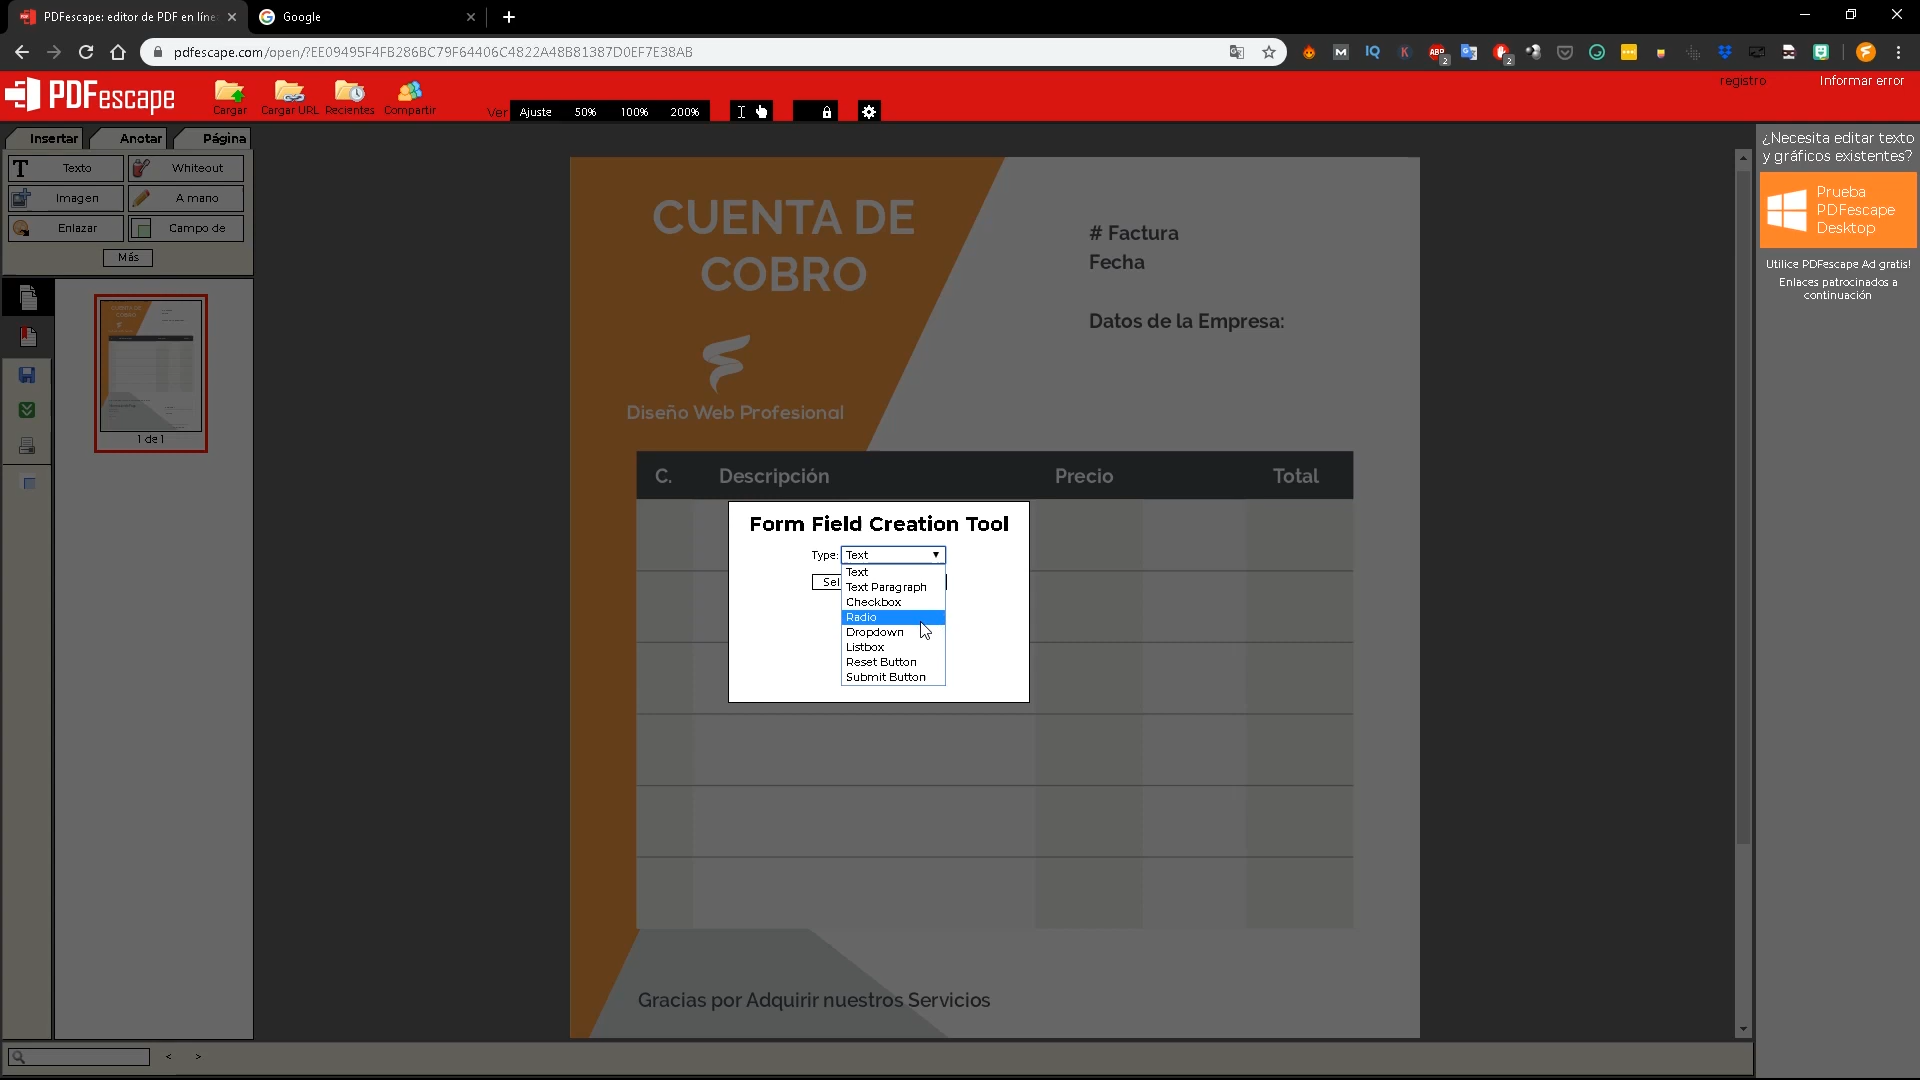 PDFescape: editor de PDF en líne
Google
pdfescape.com/open/?EE09495F4FB286BC79F64406C4822A48B81387D0EF7E38AB
PDFescape
Cargar
Cargar URL
Recientes
Compartir
Ver
Ajuste
50%
100%
200%
registro
Informar error
Insertar
Anotar
Página
Texto
Whiteout
Imagen
A mano
Enlazar
Campo de
Más
1 de 1
¿Necesita editar texto
y gráficos existentes?
Prueba
PDFescape
Desktop
Utilice PDFescape Ad gratis!
Enlaces patrocinados a
continuación
CUENTA DE
COBRO
Diseño Web Profesional
# Factura
Fecha
Datos de la Empresa:
C.
Descripción
Precio
Total
Form Field Creation Tool
Type:
Text
Sel
Text
Text Paragraph
Checkbox
Radio
Dropdown
Listbox
Reset Button
Submit Button
Gracias por Adquirir nuestros Servicios
<
>